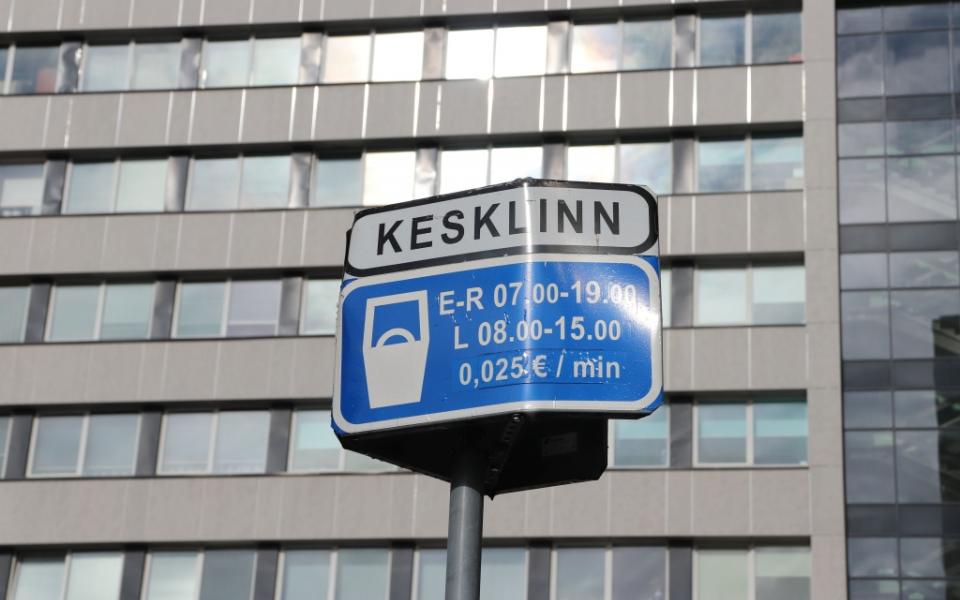 KESKLINN
E-R 07.00-19.00
L 08.00-15.00
0,025 € / min